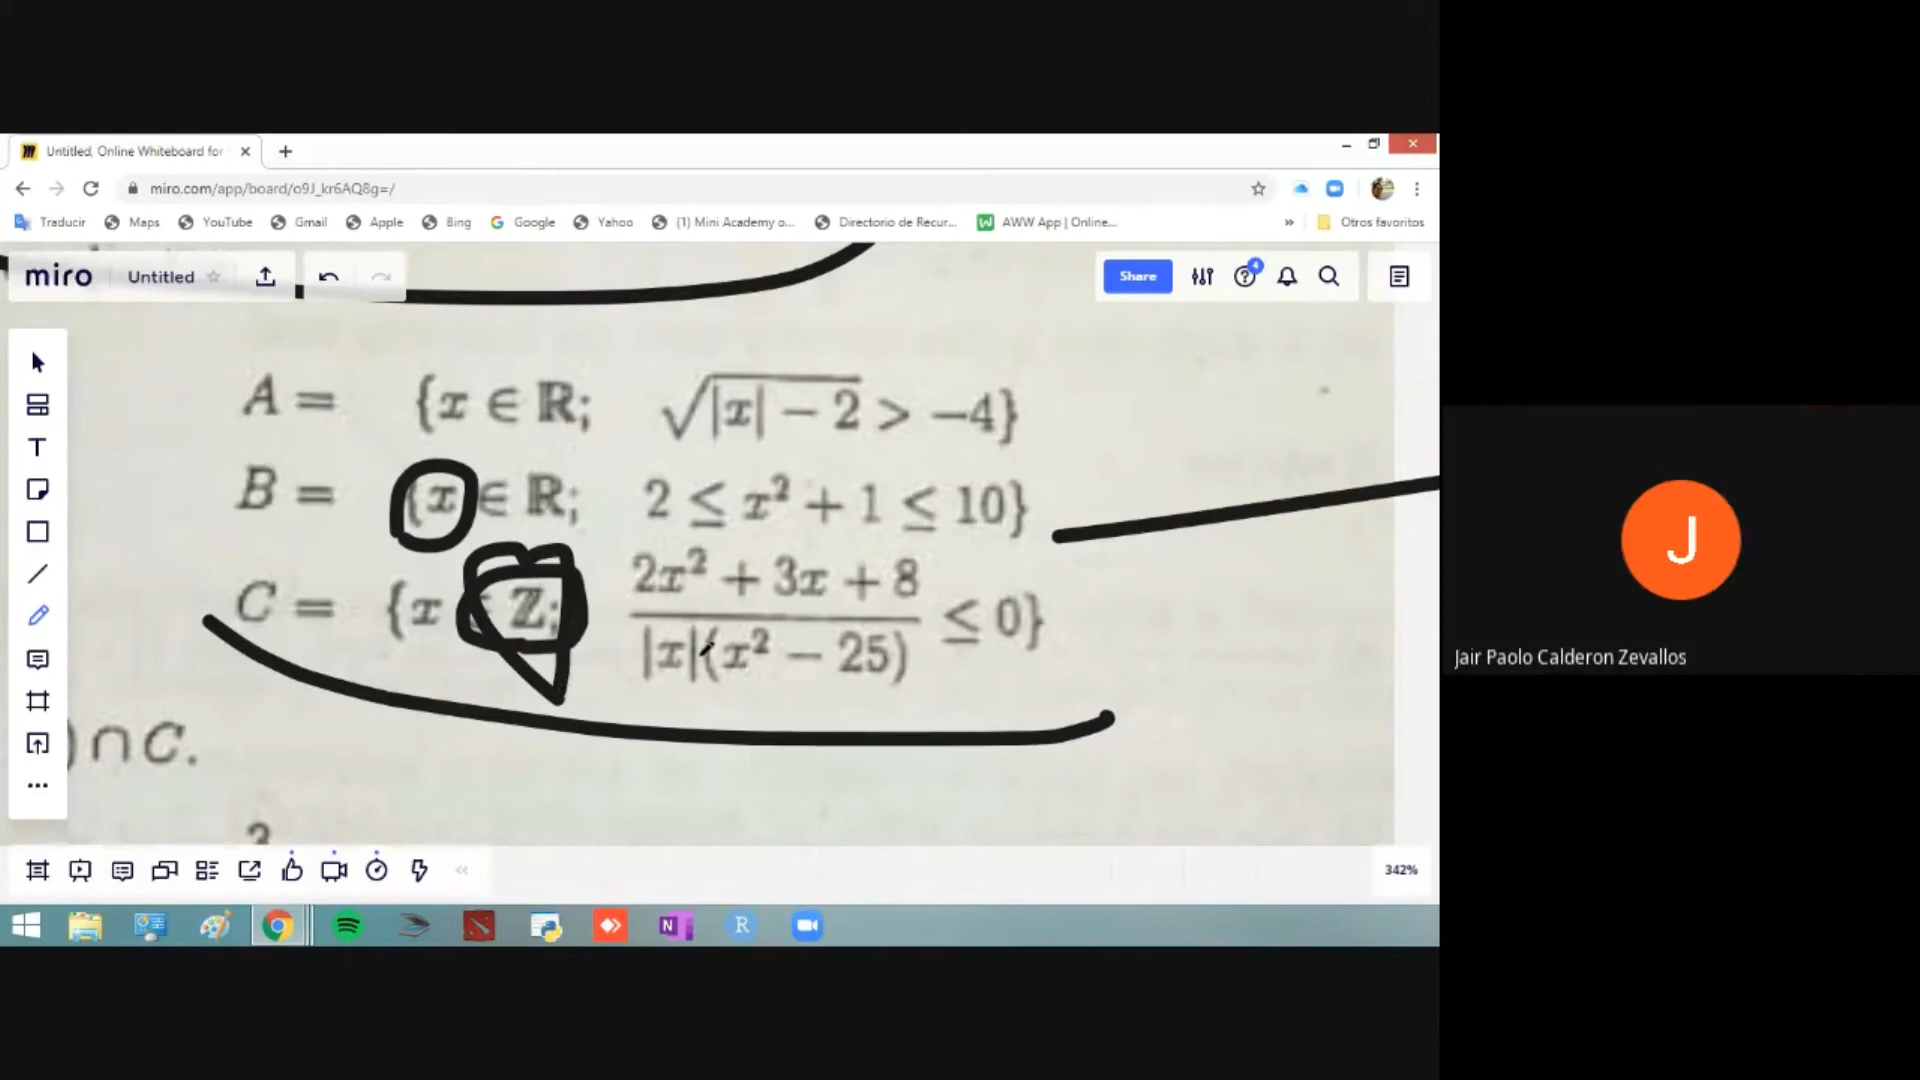 Untitled, Online Whiteboard for
miro.com/app/board/o9J_kr6AQ8g=/
Traducir Maps YouTube Gmail Apple Bing Google Yahoo (1) Mini Academy o... Directorio de Recur... AWW App | Online... » Otros favoritos
miro Untitled Share 4
A = {x ∈ ℝ; √|x| − 2 > −4}
B = {x ∈ ℝ; 2 ≤ x² + 1 ≤ 10}
C = {x ℤ; 2x² + 3x + 8 / |x|(x² − 25) ≤ 0}
) ∩ C.
342%
J
Jair Paolo Calderon Zevallos